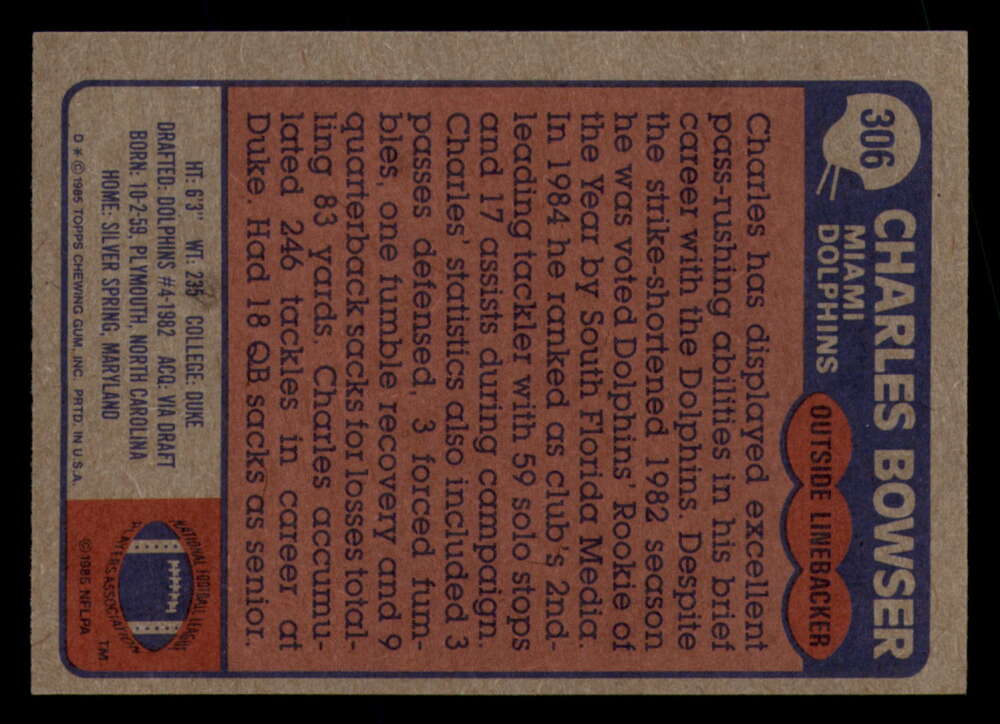 306
CHARLES BOWSER
MIAMI
DOLPHINS
OUTSIDE LINEBACKER
Charles has displayed excellent
pass-rushing abilities in his brief
career with the Dolphins. Despite
the strike-shortened 1982 season
he was voted Dolphins' Rookie of
the Year by South Florida Media.
In 1984 he ranked as club's 2nd-
leading tackler with 59 solo stops
and 17 assists during campaign.
Charles' statistics also included 3
passes defensed, 3 forced fum-
bles, one fumble recovery and 9
quarterback sacks for losses total-
ling 83 yards. Charles accumu-
lated 246 tackles in career at
Duke. Had 18 QB sacks as senior.
HT: 6'3" WT: 235 COLLEGE: DUKE
DRAFTED: DOLPHINS #4-1982 ACQ: VIA DRAFT
BORN: 10-2-59, PLYMOUTH, NORTH CAROLINA
HOME: SILVER SPRING, MARYLAND
D * © 1985 TOPPS CHEWING GUM, INC. PRTD. IN U.S.A.
NATIONAL FOOTBALL LEAGUE
PLAYERS ASSOCIATION
TM
© 1985 NFLPA